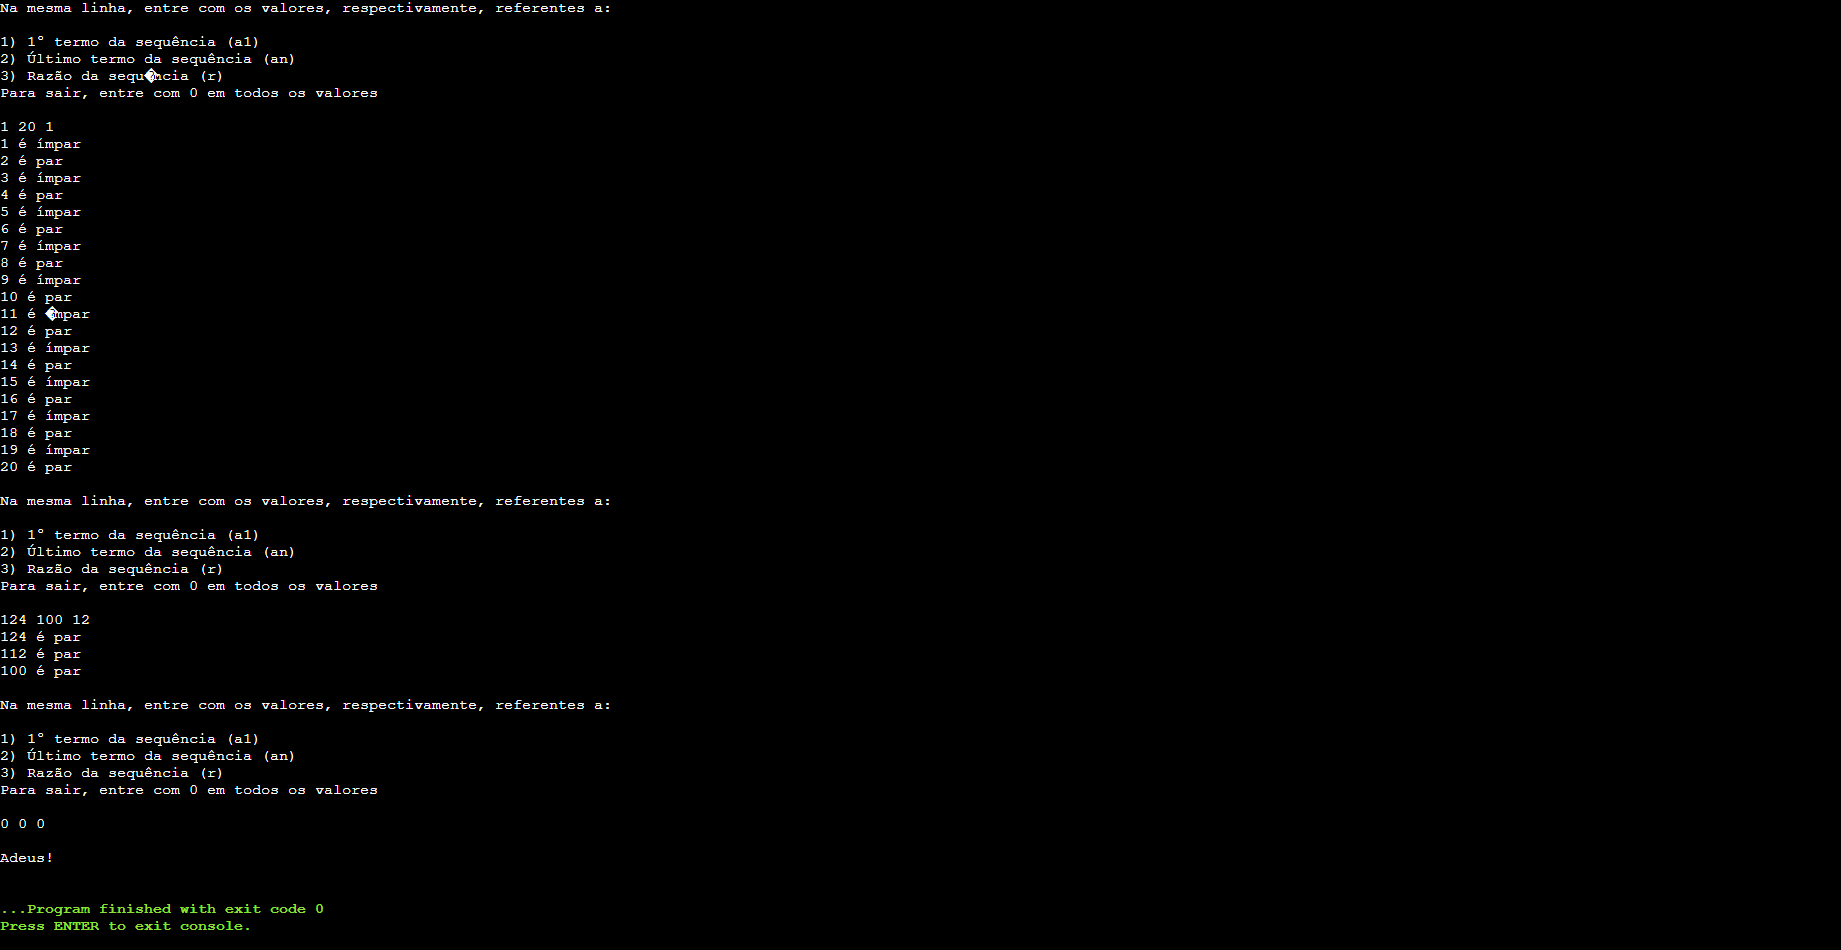 Na mesma linha, entre com os valores, respectivamente, referentes a:
1) 1º termo da sequência (a1)
2) Último termo da sequência (an)
3) Razão da sequ�ncia (r)
Para sair, entre com 0 em todos os valores
1 20 1
1 é ímpar
2 é par
3 é ímpar
4 é par
5 é ímpar
6 é par
7 é ímpar
8 é par
9 é ímpar
10 é par
11 é �mpar
12 é par
13 é ímpar
14 é par
15 é ímpar
16 é par
17 é ímpar
18 é par
19 é ímpar
20 é par
Na mesma linha, entre com os valores, respectivamente, referentes a:
1) 1º termo da sequência (a1)
2) Último termo da sequência (an)
3) Razão da sequência (r)
Para sair, entre com 0 em todos os valores
124 100 12
124 é par
112 é par
100 é par
Na mesma linha, entre com os valores, respectivamente, referentes a:
1) 1º termo da sequência (a1)
2) Último termo da sequência (an)
3) Razão da sequência (r)
Para sair, entre com 0 em todos os valores
0 0 0
Adeus!
...Program finished with exit code 0
Press ENTER to exit console.